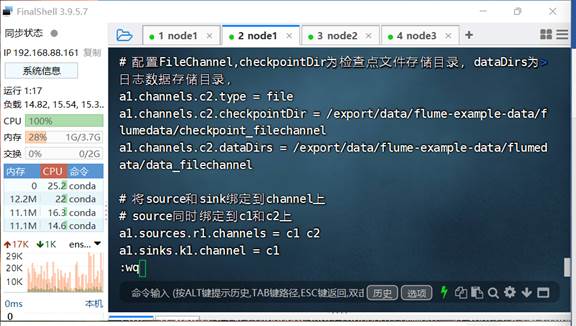 FinalShell 3.9.5.7
同步状态
IP 192.168.88.161 复制
系统信息
运行 1:17
负载 14.82, 15.54, 15.3..
CPU 100%
内存 28% 1G/3.7G
交换 0% 0/2G
内存 CPU 命令
0 25.2 conda
12.2M 22 conda
11.1M 16.3 conda
11.1M 14.6 conda
17K 1K ens...
29K
20K
10K
0ms 本机
0
1 node1
2 node1
3 node2
4 node3
# 配置FileChannel,checkpointDir为检查点文件存储目录, dataDirs为
日志数据存储目录,
a1.channels.c2.type = file
a1.channels.c2.checkpointDir = /export/data/flume-example-data/f
lumedata/checkpoint_filechannel
a1.channels.c2.dataDirs = /export/data/flume-example-data/flumed
ata/data_filechannel
# 将source和sink绑定到channel上
# source同时绑定到c1和c2上
a1.sources.r1.channels = c1 c2
a1.sinks.k1.channel = c1
:wq
命令输入 (按ALT键提示历史,TAB键路径,ESC键返回,双击
历史
选项